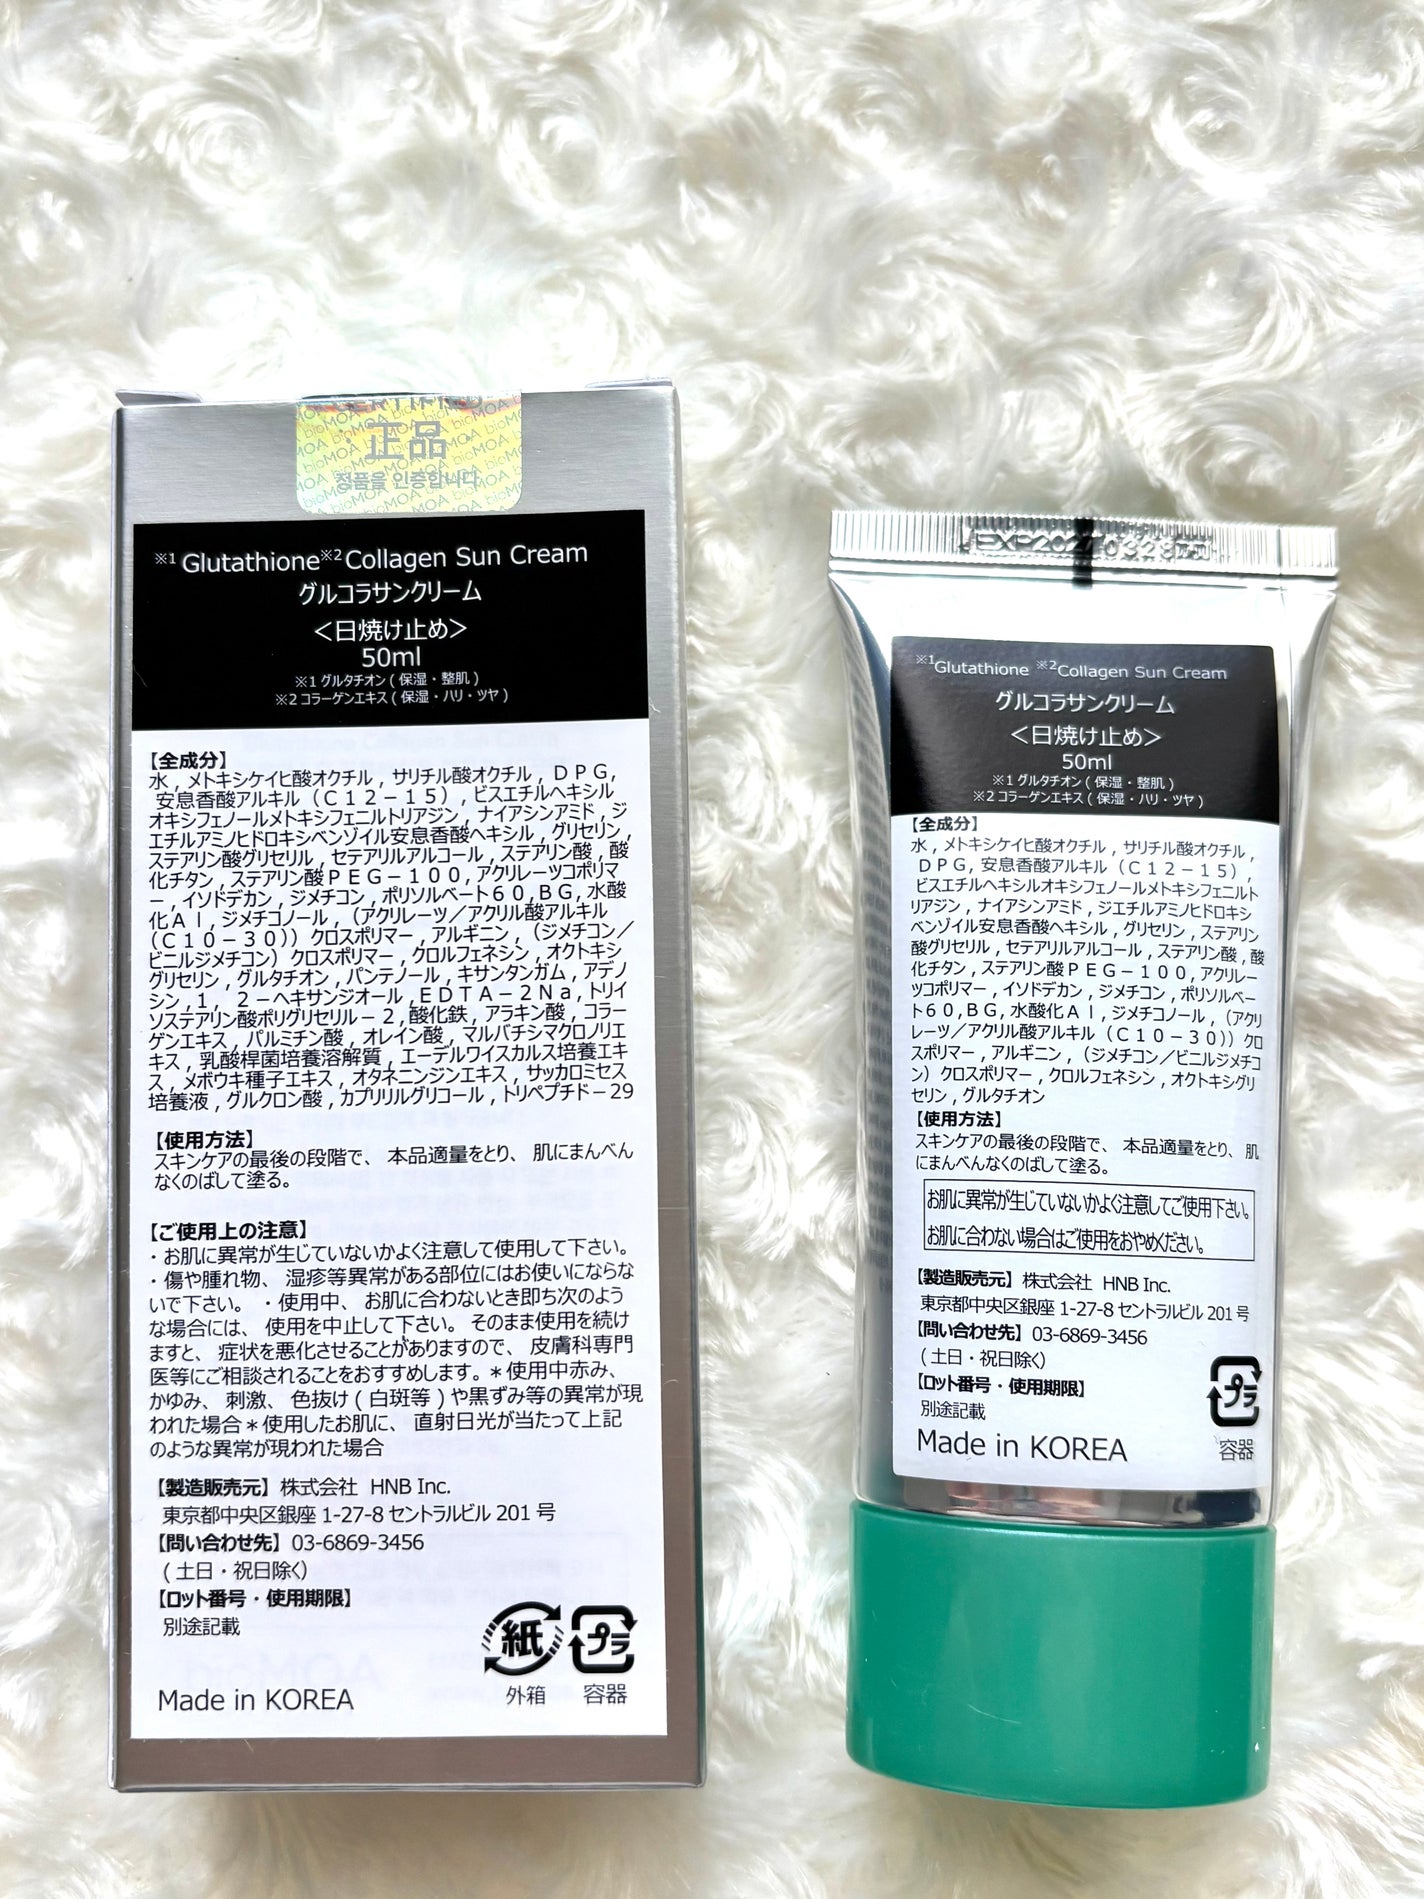 正品
정품을 인증합니다
※1 Glutathione ※2 Collagen Sun Cream
グルコラサンクリーム
＜日焼け止め＞
50ml
※1 グルタチオン ( 保湿・整肌 )
※2 コラーゲンエキス ( 保湿・ハリ・ツヤ )
【全成分】
水 , メトキシケイヒ酸オクチル , サリチル酸オクチル , ＤＰＧ,
安息香酸アルキル（Ｃ１２－１５）, ビスエチルヘキシル
オキシフェノールメトキシフェニルトリアジン , ナイアシンアミド , ジ
エチルアミノヒドロキシベンゾイル安息香酸ヘキシル , グリセリン ,
ステアリン酸グリセリル , セテアリルアルコール , ステアリン酸 , 酸
化チタン , ステアリン酸ＰＥＧ－１００, アクリレーツコポリマ
ー , イソドデカン , ジメチコン , ポリソルベート６０,ＢＧ, 水酸
化Ａｌ, ジメチコノール ,（アクリレーツ／アクリル酸アルキル
（Ｃ１０－３０））クロスポリマー , アルギニン ,（ジメチコン／
ビニルジメチコン）クロスポリマー , クロルフェネシン , オクトキシ
グリセリン , グルタチオン , パンテノール , キサンタンガム , アデノ
シン , １，２－ヘキサンジオール ,ＥＤＴＡ－２Ｎａ, トリイ
ソステアリン酸ポリグリセリル－２, 酸化鉄 , アラキン酸 , コラー
ゲンエキス , パルミチン酸 , オレイン酸 , マルバチシマクロノリエ
キス , 乳酸桿菌培養溶解質 , エーデルワイスカルス培養エキ
ス , メボウキ種子エキス , オタネニンジンエキス , サッカロミセス
培養液 , グルクロン酸 , カプリリルグリコール , トリペプチド－29
【使用方法】
スキンケアの最後の段階で、 本品適量をとり、 肌にまんべん
なくのばして塗る。
【ご使用上の注意】
・お肌に異常が生じていないかよく注意して使用して下さい。
・傷や腫れ物、 湿疹等異常がある部位にはお使いにならな
いで下さい。 ・使用中、 お肌に合わないとき即ち次のよう
な場合には、 使用を中止して下さい。 そのまま使用を続け
ますと、 症状を悪化させることがありますので、 皮膚科専門
医等にご相談されることをおすすめします。＊使用中赤み、
かゆみ、 刺激、 色抜け ( 白斑等 ) や黒ずみ等の異常が現
われた場合＊使用したお肌に、 直射日光が当たって上記
のような異常が現われた場合
【製造販売元】 株式会社 HNB Inc.
東京都中央区銀座 1-27-8 セントラルビル 201 号
【問い合わせ先】 03-6869-3456
( 土日・祝日除く)
【ロット番号・使用期限】
別途記載
紙
外箱
プラ
容器
Made in KOREA
EXP2027 0328
※1 Glutathione ※2 Collagen Sun Cream
グルコラサンクリーム
＜日焼け止め＞
50ml
※1 グルタチオン ( 保湿・整肌 )
※2 コラーゲンエキス ( 保湿・ハリ・ツヤ )
【全成分】
水 , メトキシケイヒ酸オクチル , サリチル酸オクチル ,
ＤＰＧ, 安息香酸アルキル（Ｃ１２－１５）,
ビスエチルヘキシルオキシフェノールメトキシフェニルト
リアジン , ナイアシンアミド , ジエチルアミノヒドロキシ
ベンゾイル安息香酸ヘキシル , グリセリン , ステアリン
酸グリセリル , セテアリルアルコール , ステアリン酸 , 酸
化チタン , ステアリン酸ＰＥＧ－１００, アクリレー
ツコポリマー , イソドデカン , ジメチコン , ポリソルベー
ト６０,ＢＧ, 水酸化Ａｌ, ジメチコノール ,（アクリ
レーツ／アクリル酸アルキル（Ｃ１０－３０））クロ
スポリマー , アルギニン ,（ジメチコン／ビニルジメチコ
ン）クロスポリマー , クロルフェネシン , オクトキシグリ
セリン , グルタチオン
【使用方法】
スキンケアの最後の段階で、 本品適量をとり、 肌
にまんべんなくのばして塗る。
お肌に異常が生じていないかよく注意してご使用下さい。
お肌に合わない場合はご使用をおやめください。
【製造販売元】 株式会社 HNB Inc.
東京都中央区銀座 1-27-8 セントラルビル 201 号
【問い合わせ先】 03-6869-3456
( 土日・祝日除く)
【ロット番号・使用期限】
別途記載
プラ
容器
Made in KOREA